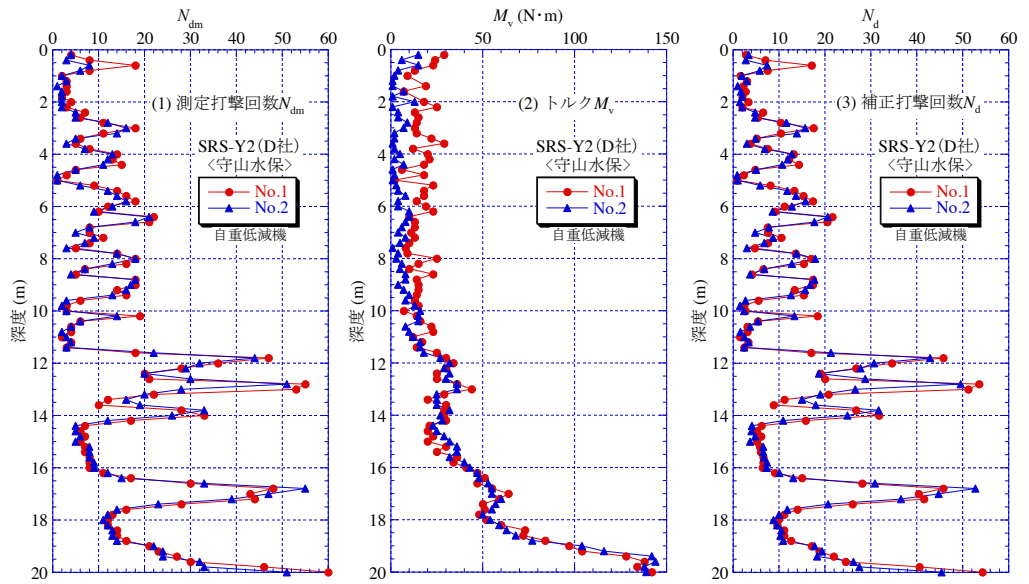 N_dm
0 10 20 30 40 50 60
0
2
4
6
8
10
12
14
16
18
20
深度 (m)
(1) 測定打撃回数N_dm
SRS-Y2 (D社)
<守山水保>
No.1
No.2
自重低減機
M_v (N・m)
0 50 100 150
0
2
4
6
8
10
12
14
16
18
20
深度 (m)
(2) トルクM_v
SRS-Y2 (D社)
<守山水保>
No.1
No.2
自重低減機
N_d
0 10 20 30 40 50 60
0
2
4
6
8
10
12
14
16
18
20
深度 (m)
(3) 補正打撃回数N_d
SRS-Y2 (D社)
<守山水保>
No.1
No.2
自重低減機